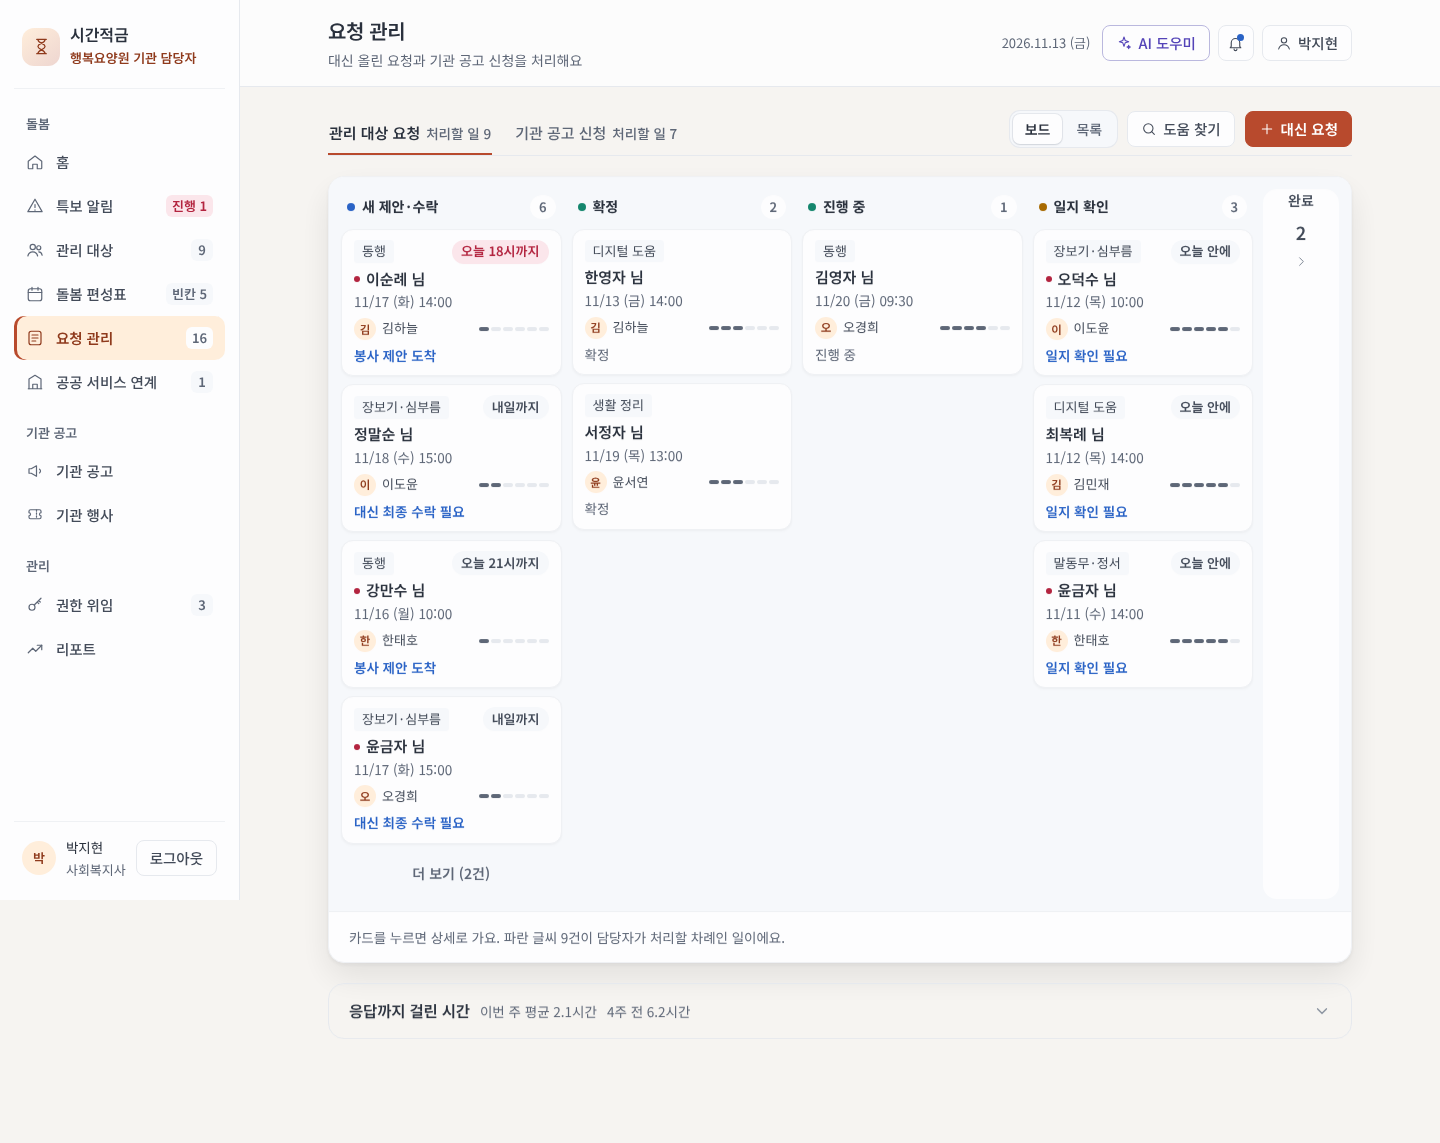 시간적금
행복요양원 기관 담당자
돌봄
홈
특보 알림 진행 1
관리 대상 9
돌봄 편성표 빈칸 5
요청 관리 16
공공 서비스 연계 1
기관 공고
기관 공고
기관 행사
관리
권한 위임 3
리포트
박 박지현
사회복지사
로그아웃
요청 관리
대신 올린 요청과 기관 공고 신청을 처리해요
2026.11.13 (금)
AI 도우미
박지현
관리 대상 요청 처리할 일 9
기관 공고 신청 처리할 일 7
보드 목록
도움 찾기
대신 요청
새 제안·수락 6
동행 오늘 18시까지
이순례 님
11/17 (화) 14:00
김 김하늘
봉사 제안 도착
장보기·심부름 내일까지
정말순 님
11/18 (수) 15:00
이 이도윤
대신 최종 수락 필요
동행 오늘 21시까지
강만수 님
11/16 (월) 10:00
한 한태호
봉사 제안 도착
장보기·심부름 내일까지
윤금자 님
11/17 (화) 15:00
오 오경희
대신 최종 수락 필요
더 보기 (2건)
확정 2
디지털 도움
한영자 님
11/13 (금) 14:00
김 김하늘
확정
생활 정리
서정자 님
11/19 (목) 13:00
윤 윤서연
확정
진행 중 1
동행
김영자 님
11/20 (금) 09:30
오 오경희
진행 중
일지 확인 3
장보기·심부름 오늘 안에
오덕수 님
11/12 (목) 10:00
이 이도윤
일지 확인 필요
디지털 도움 오늘 안에
최복례 님
11/12 (목) 14:00
김 김민재
일지 확인 필요
말동무·정서 오늘 안에
윤금자 님
11/11 (수) 14:00
한 한태호
일지 확인 필요
완료
2
카드를 누르면 상세로 가요. 파란 글씨 9건이 담당자가 처리할 차례인 일이에요.
응답까지 걸린 시간 이번 주 평균 2.1시간 4주 전 6.2시간